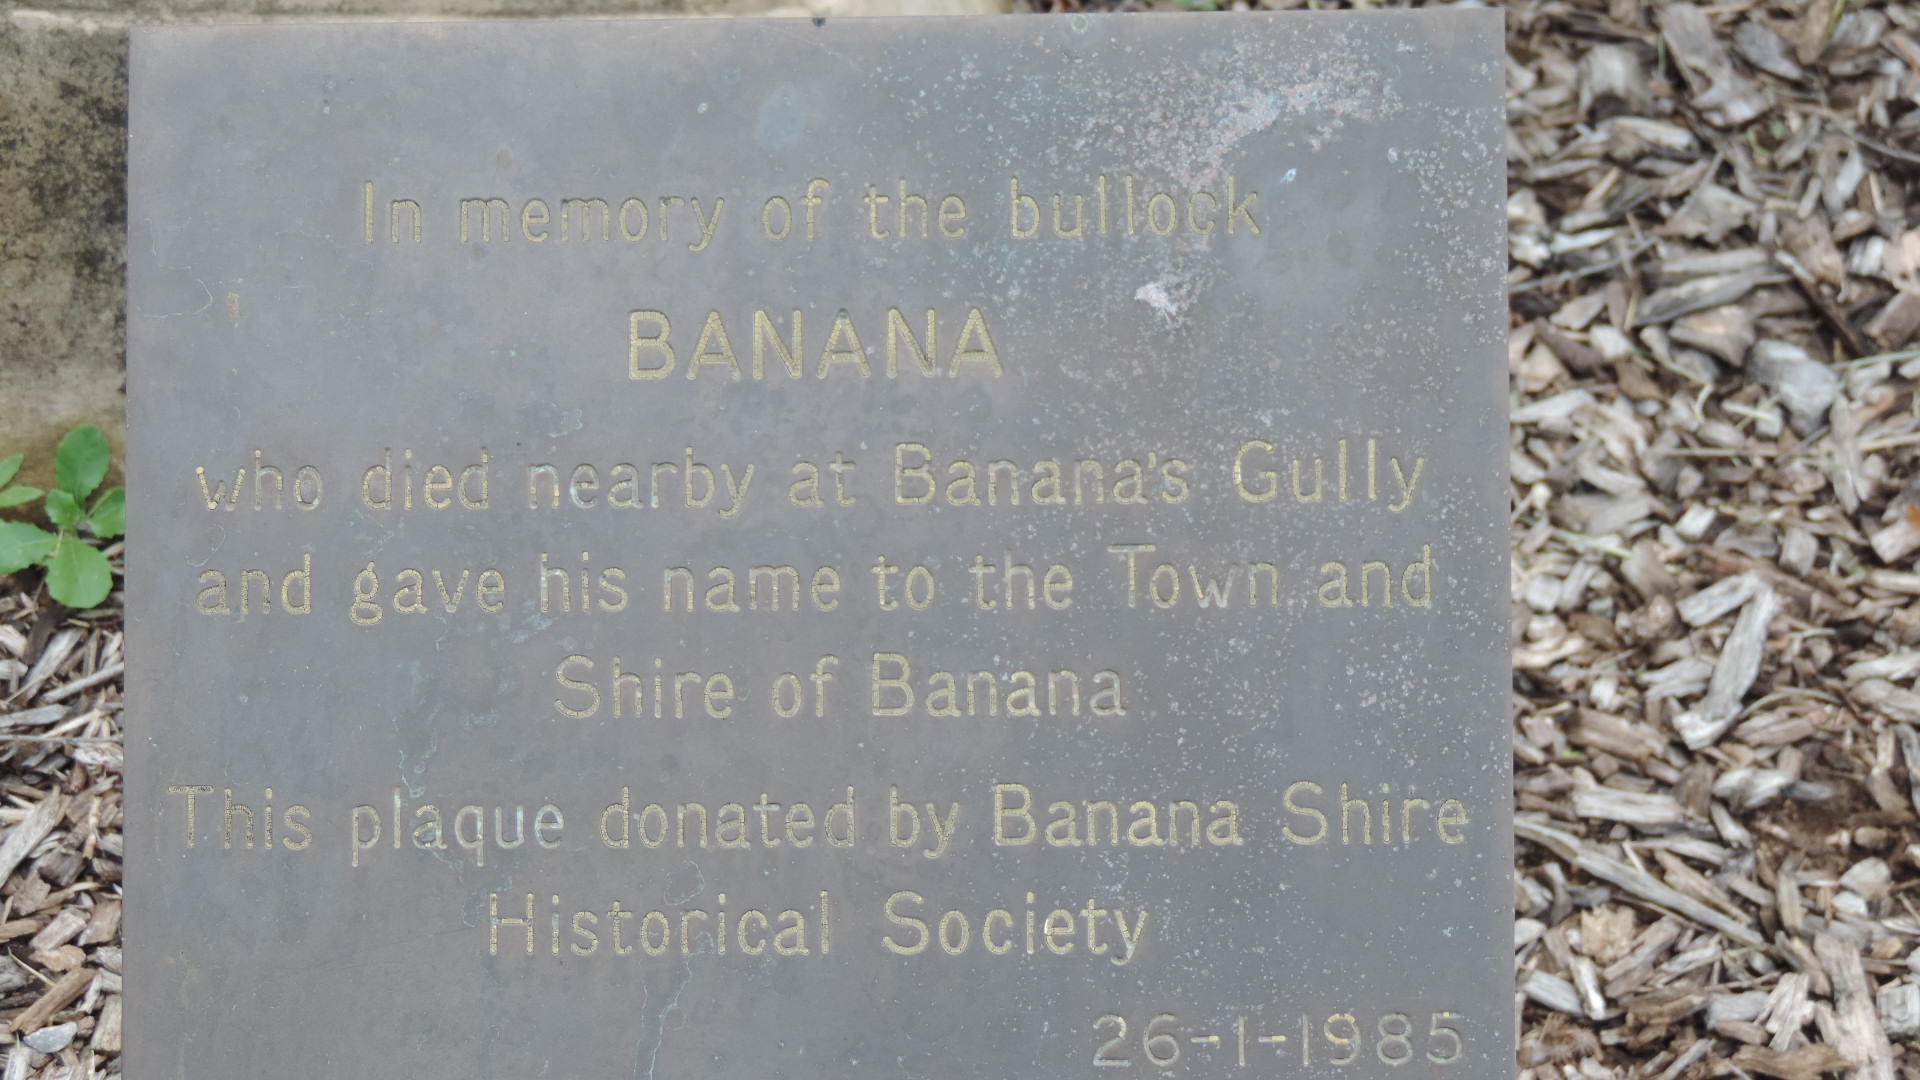 In memory of the bullock
BANANA
who died nearby at Banana's Gully
and gave his name to the Town and
Shire of Banana
This plaque donated by Banana Shire
Historical Society
26-1-1985